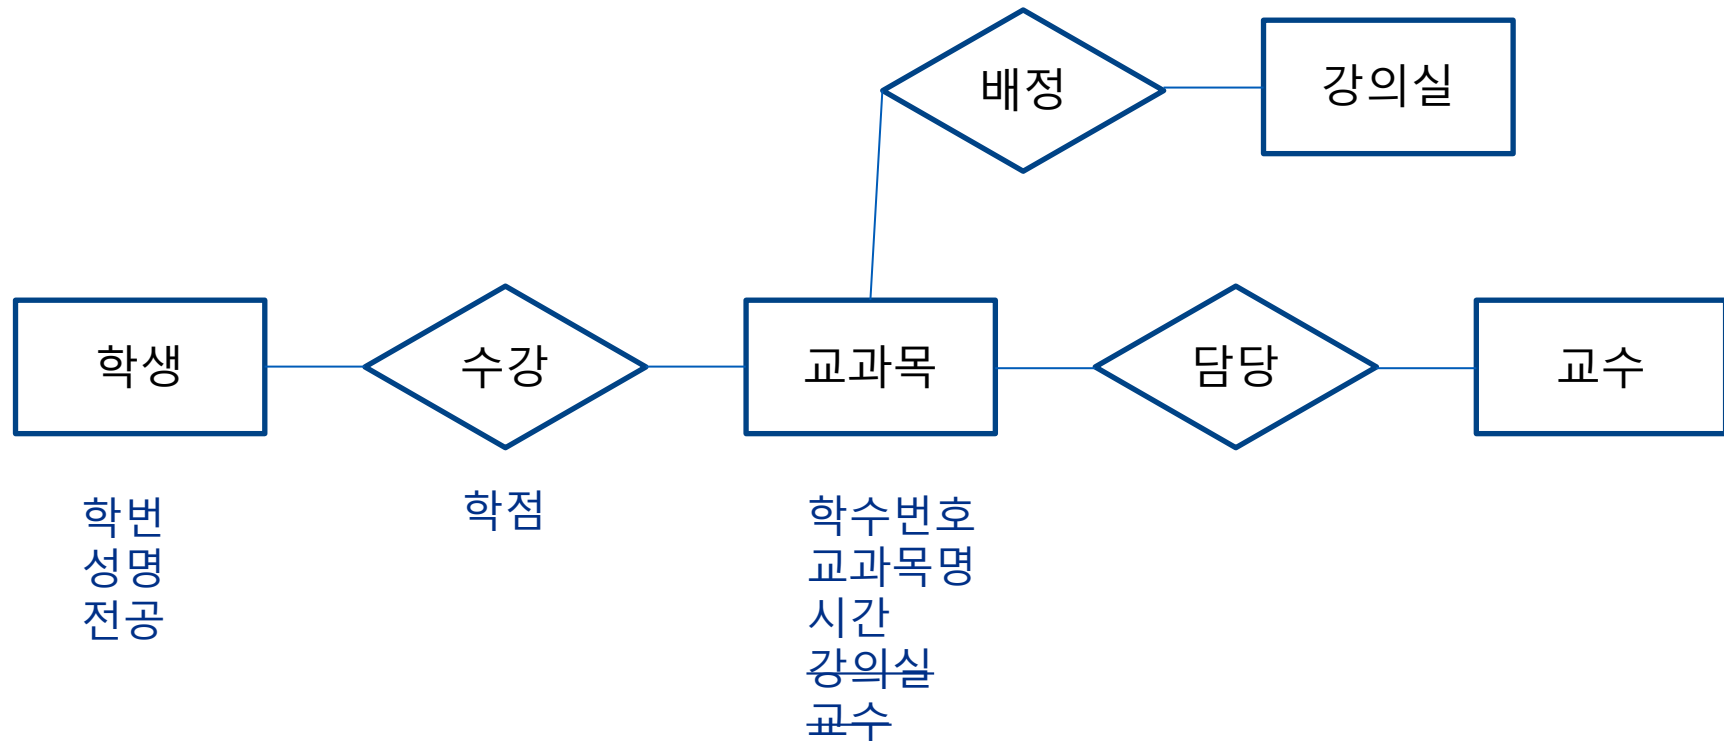 배정
강의실
학생
수강
교과목
담당
교수
학번
성명
전공
학점
학수번호
교과목명
시간
강의실
교수